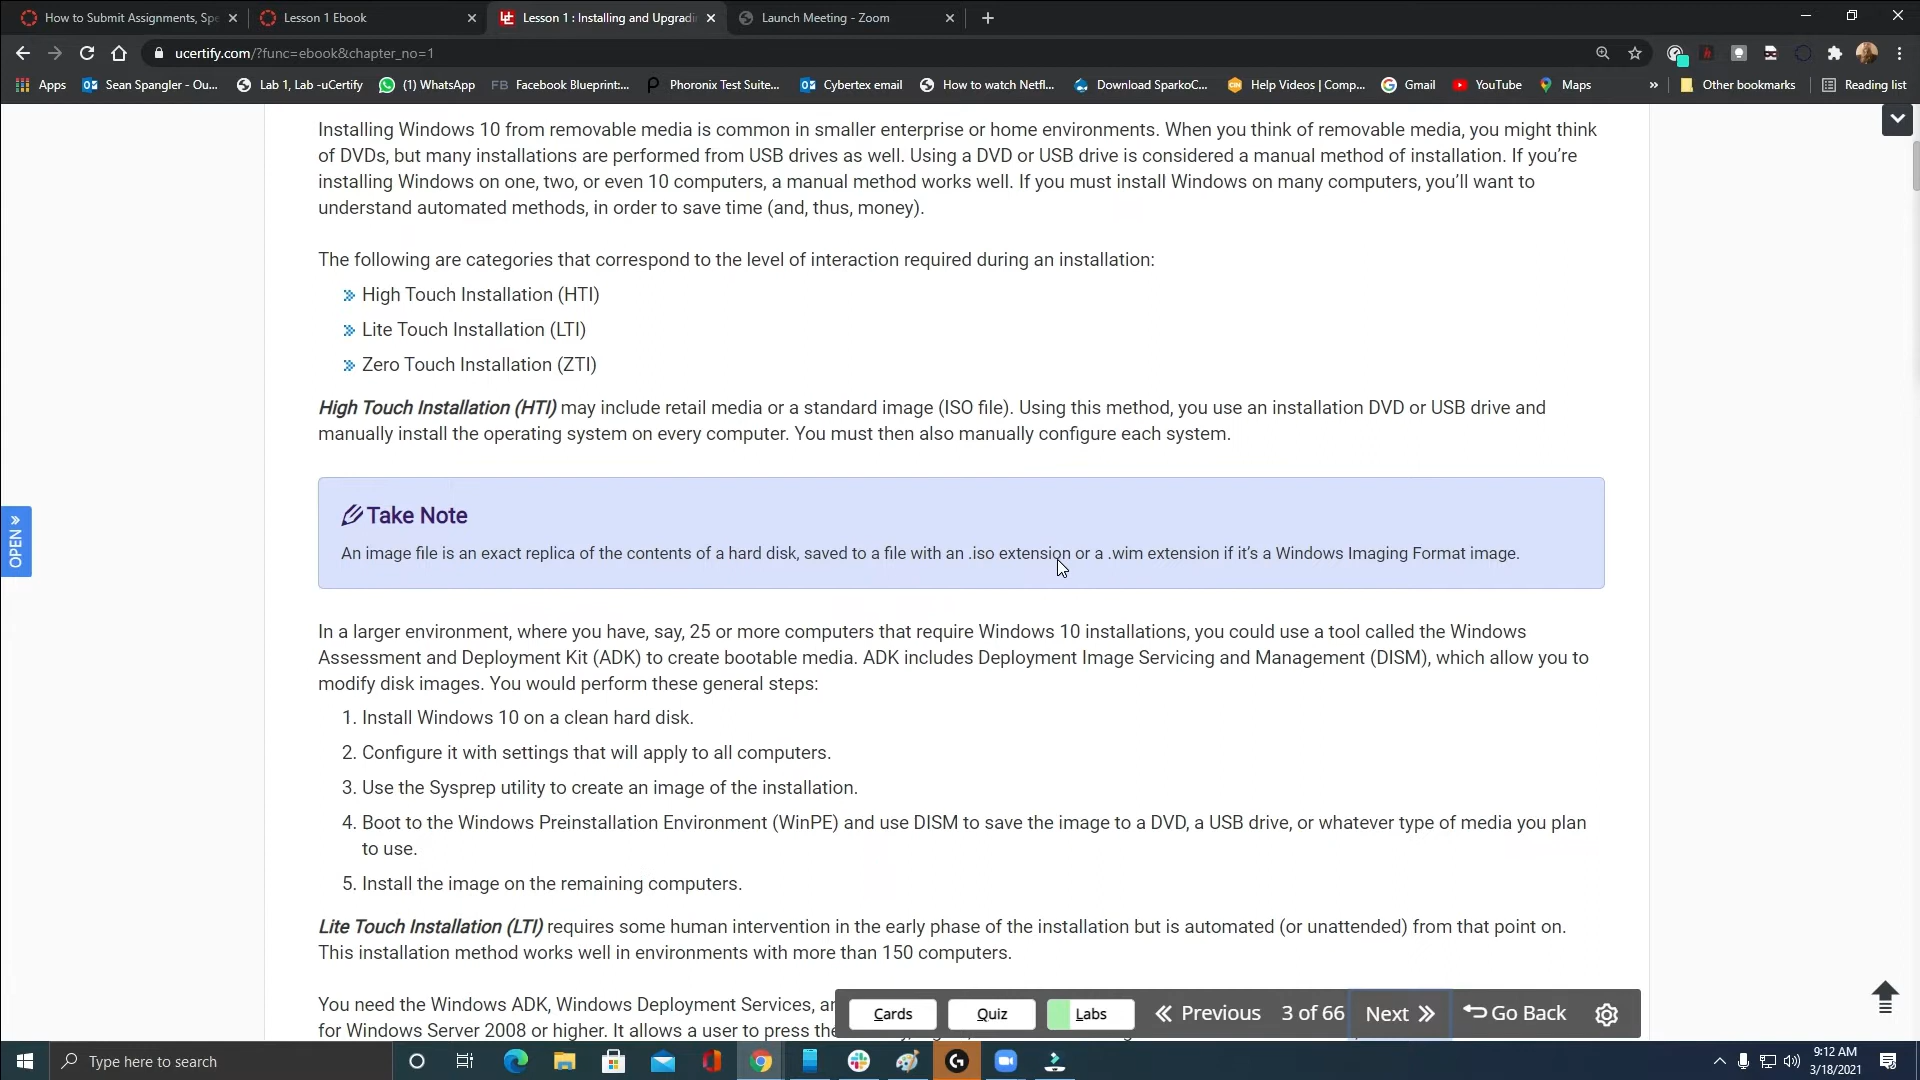 How to Submit Assignments, Spe
Lesson 1 Ebook
Lesson 1 : Installing and Upgradi
Launch Meeting - Zoom
ucertify.com/?func=ebook&chapter_no=1
Apps
Sean Spangler - Ou...
Lab 1, Lab -uCertify
(1) WhatsApp
FB Facebook Blueprint:...
Phoronix Test Suite...
Cybertex email
How to watch Netfl...
Download SparkoC...
Help Videos | Comp...
Gmail
YouTube
Maps
Other bookmarks
Reading list
Installing Windows 10 from removable media is common in smaller enterprise or home environments. When you think of removable media, you might think
of DVDs, but many installations are performed from USB drives as well. Using a DVD or USB drive is considered a manual method of installation. If you’re
installing Windows on one, two, or even 10 computers, a manual method works well. If you must install Windows on many computers, you’ll want to
understand automated methods, in order to save time (and, thus, money).
The following are categories that correspond to the level of interaction required during an installation:
High Touch Installation (HTI)
Lite Touch Installation (LTI)
Zero Touch Installation (ZTI)
High Touch Installation (HTI) may include retail media or a standard image (ISO file). Using this method, you use an installation DVD or USB drive and
manually install the operating system on every computer. You must then also manually configure each system.
Take Note
An image file is an exact replica of the contents of a hard disk, saved to a file with an .iso extension or a .wim extension if it’s a Windows Imaging Format image.
OPEN »
In a larger environment, where you have, say, 25 or more computers that require Windows 10 installations, you could use a tool called the Windows
Assessment and Deployment Kit (ADK) to create bootable media. ADK includes Deployment Image Servicing and Management (DISM), which allow you to
modify disk images. You would perform these general steps:
1. Install Windows 10 on a clean hard disk.
2. Configure it with settings that will apply to all computers.
3. Use the Sysprep utility to create an image of the installation.
4. Boot to the Windows Preinstallation Environment (WinPE) and use DISM to save the image to a DVD, a USB drive, or whatever type of media you plan
to use.
5. Install the image on the remaining computers.
Lite Touch Installation (LTI) requires some human intervention in the early phase of the installation but is automated (or unattended) from that point on.
This installation method works well in environments with more than 150 computers.
You need the Windows ADK, Windows Deployment Services, an
for Windows Server 2008 or higher. It allows a user to press the
Cards
Quiz
Labs
Previous
3 of 66
Next
Go Back
Type here to search
9:12 AM
3/18/2021